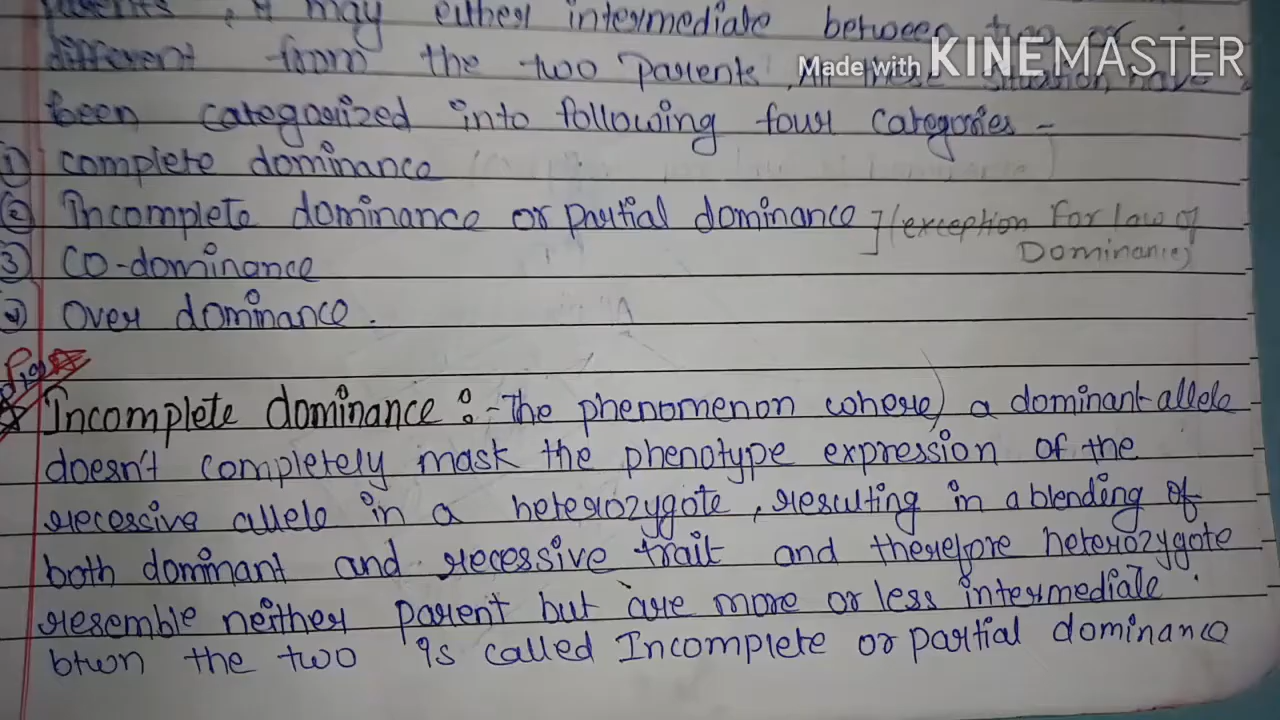 parents, it may either intermediate between two or
different from the two parents, All these situation have
been categorized into following four categories -
Made with KINEMASTER
① complete dominance
② Incomplete dominance or partial dominance ] (exception for law of
Dominance)
③ co-dominance
④ over dominance.
Incomplete dominance :- The phenomenon where) a dominant allele
doesn't completely mask the phenotype expression of the
recessive allele in a heterozygote, resulting in a blending of
both dominant and recessive trait and therefore heterozygote
resemble neither parent but are more or less intermediate
btwn the two is called Incomplete or partial dominance